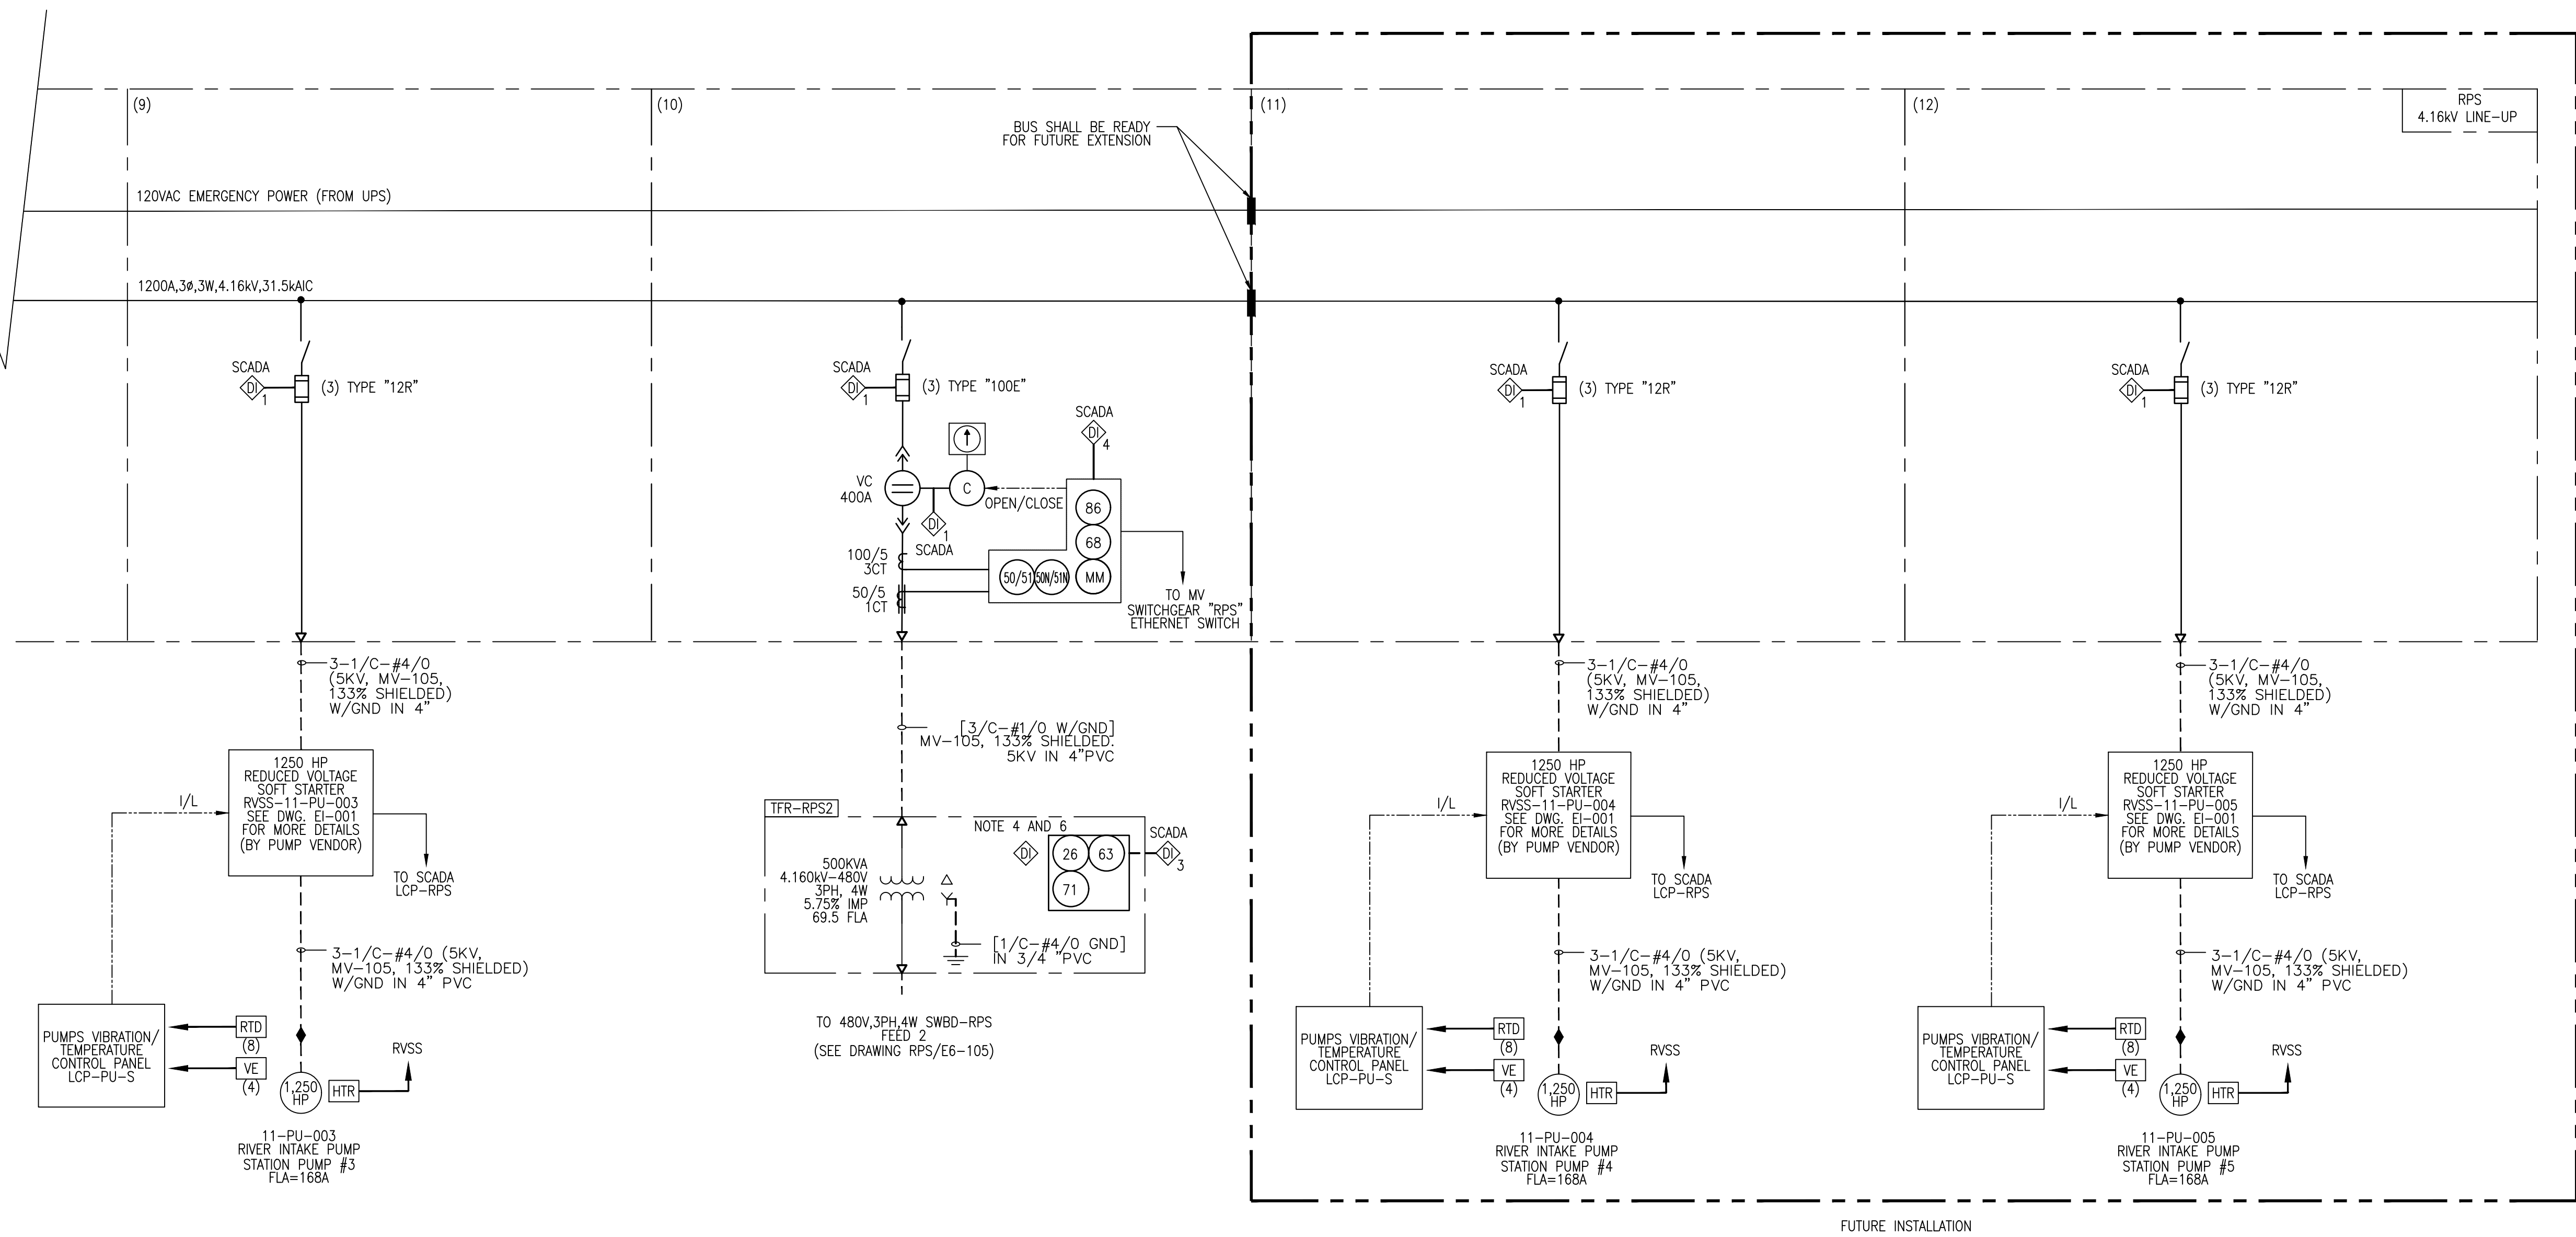 (9)
(10)
(11)
(12)
RPS
4.16kV LINE-UP
BUS SHALL BE READY
FOR FUTURE EXTENSION
120VAC EMERGENCY POWER (FROM UPS)
1200A,3ø,3W,4.16kV,31.5kAIC
SCADA
DI
1
(3) TYPE "12R"
3-1/C-#4/0
(5KV, MV-105,
133% SHIELDED)
W/GND IN 4"
1250 HP
REDUCED VOLTAGE
SOFT STARTER
RVSS-11-PU-003
SEE DWG. EI-001
FOR MORE DETAILS
(BY PUMP VENDOR)
I/L
TO SCADA
LCP-RPS
3-1/C-#4/0 (5KV,
MV-105, 133% SHIELDED)
W/GND IN 4" PVC
PUMPS VIBRATION/
TEMPERATURE
CONTROL PANEL
LCP-PU-S
RTD
(8)
VE
(4)
1,250
HP
HTR
RVSS
11-PU-003
RIVER INTAKE PUMP
STATION PUMP #3
FLA=168A
SCADA
DI
1
(3) TYPE "100E"
VC
400A
C
OPEN/CLOSE
DI
1
SCADA
SCADA
DI
4
86
68
MM
50/51
50N/51N
100/5
3CT
50/5
1CT
TO MV
SWITCHGEAR "RPS"
ETHERNET SWITCH
[3/C-#1/0 W/GND]
MV-105, 133% SHIELDED.
5KV IN 4"PVC
TFR-RPS2
NOTE 4 AND 6
500KVA
4.160kV-480V
3PH, 4W
5.75% IMP
69.5 FLA
DI
26
63
71
SCADA
DI
3
[1/C-#4/0 GND]
IN 3/4 "PVC
TO 480V,3PH,4W SWBD-RPS
FEED 2
(SEE DRAWING RPS/E6-105)
SCADA
DI
1
(3) TYPE "12R"
3-1/C-#4/0
(5KV, MV-105,
133% SHIELDED)
W/GND IN 4"
1250 HP
REDUCED VOLTAGE
SOFT STARTER
RVSS-11-PU-004
SEE DWG. EI-001
FOR MORE DETAILS
(BY PUMP VENDOR)
I/L
TO SCADA
LCP-RPS
3-1/C-#4/0 (5KV,
MV-105, 133% SHIELDED)
W/GND IN 4" PVC
PUMPS VIBRATION/
TEMPERATURE
CONTROL PANEL
LCP-PU-S
RTD
(8)
VE
(4)
1,250
HP
HTR
RVSS
11-PU-004
RIVER INTAKE PUMP
STATION PUMP #4
FLA=168A
SCADA
DI
1
(3) TYPE "12R"
3-1/C-#4/0
(5KV, MV-105,
133% SHIELDED)
W/GND IN 4"
1250 HP
REDUCED VOLTAGE
SOFT STARTER
RVSS-11-PU-005
SEE DWG. EI-001
FOR MORE DETAILS
(BY PUMP VENDOR)
I/L
TO SCADA
LCP-RPS
3-1/C-#4/0 (5KV,
MV-105, 133% SHIELDED)
W/GND IN 4" PVC
PUMPS VIBRATION/
TEMPERATURE
CONTROL PANEL
LCP-PU-S
RTD
(8)
VE
(4)
1,250
HP
HTR
RVSS
11-PU-005
RIVER INTAKE PUMP
STATION PUMP #5
FLA=168A
FUTURE INSTALLATION